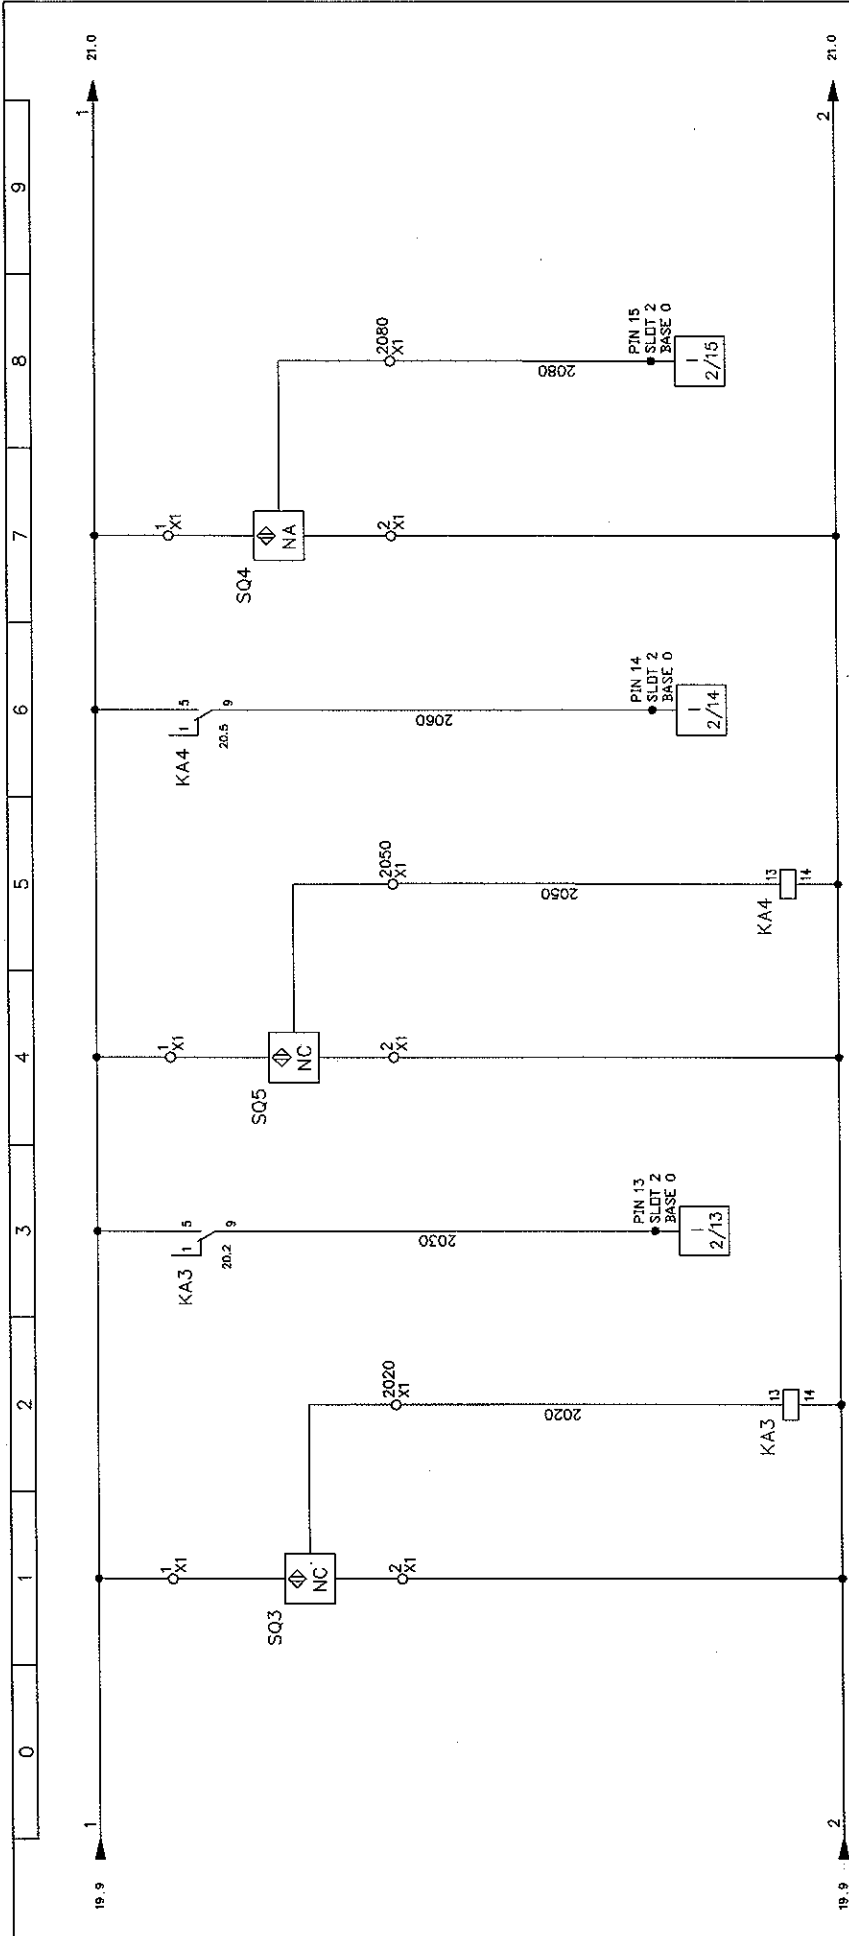 0 1 2 3 4 5 6 7 8 9
19.9 1
1 21.0
1
X1
SQ3
NC
2
X1
2020
X1
2020
KA3
13
14
KA3
1 5
9
20.2
2030
PIN 13
SLOT 2
BASE 0
I
2/13
1
X1
SQ5
NC
2
X1
2050
X1
2050
KA4
13
14
KA4
1 5
9
20.5
2060
PIN 14
SLOT 2
BASE 0
I
2/14
1
X1
SQ4
NA
2
X1
2080
X1
2080
PIN 15
SLOT 2
BASE 0
I
2/15
19.9 2
2 21.0